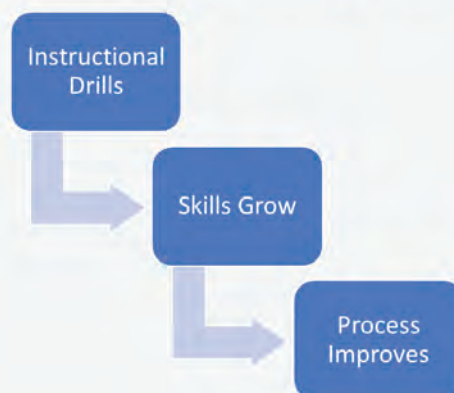 Instructional
Drills
Skills Grow
Process
Improves